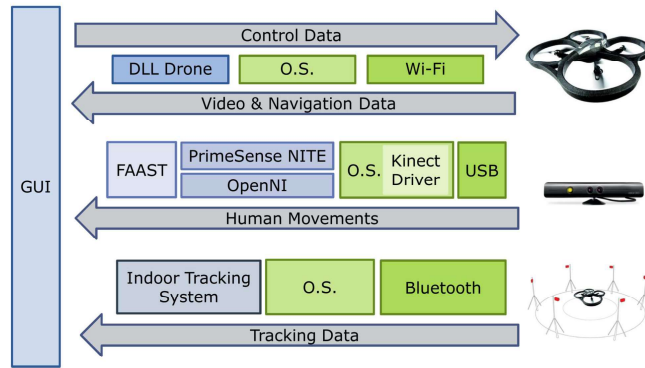 GUI
Control Data
DLL Drone
O.S.
Wi-Fi
Video & Navigation Data
FAAST
PrimeSense NITE
OpenNI
O.S.
Kinect
Driver
USB
Human Movements
Indoor Tracking
System
O.S.
Bluetooth
Tracking Data